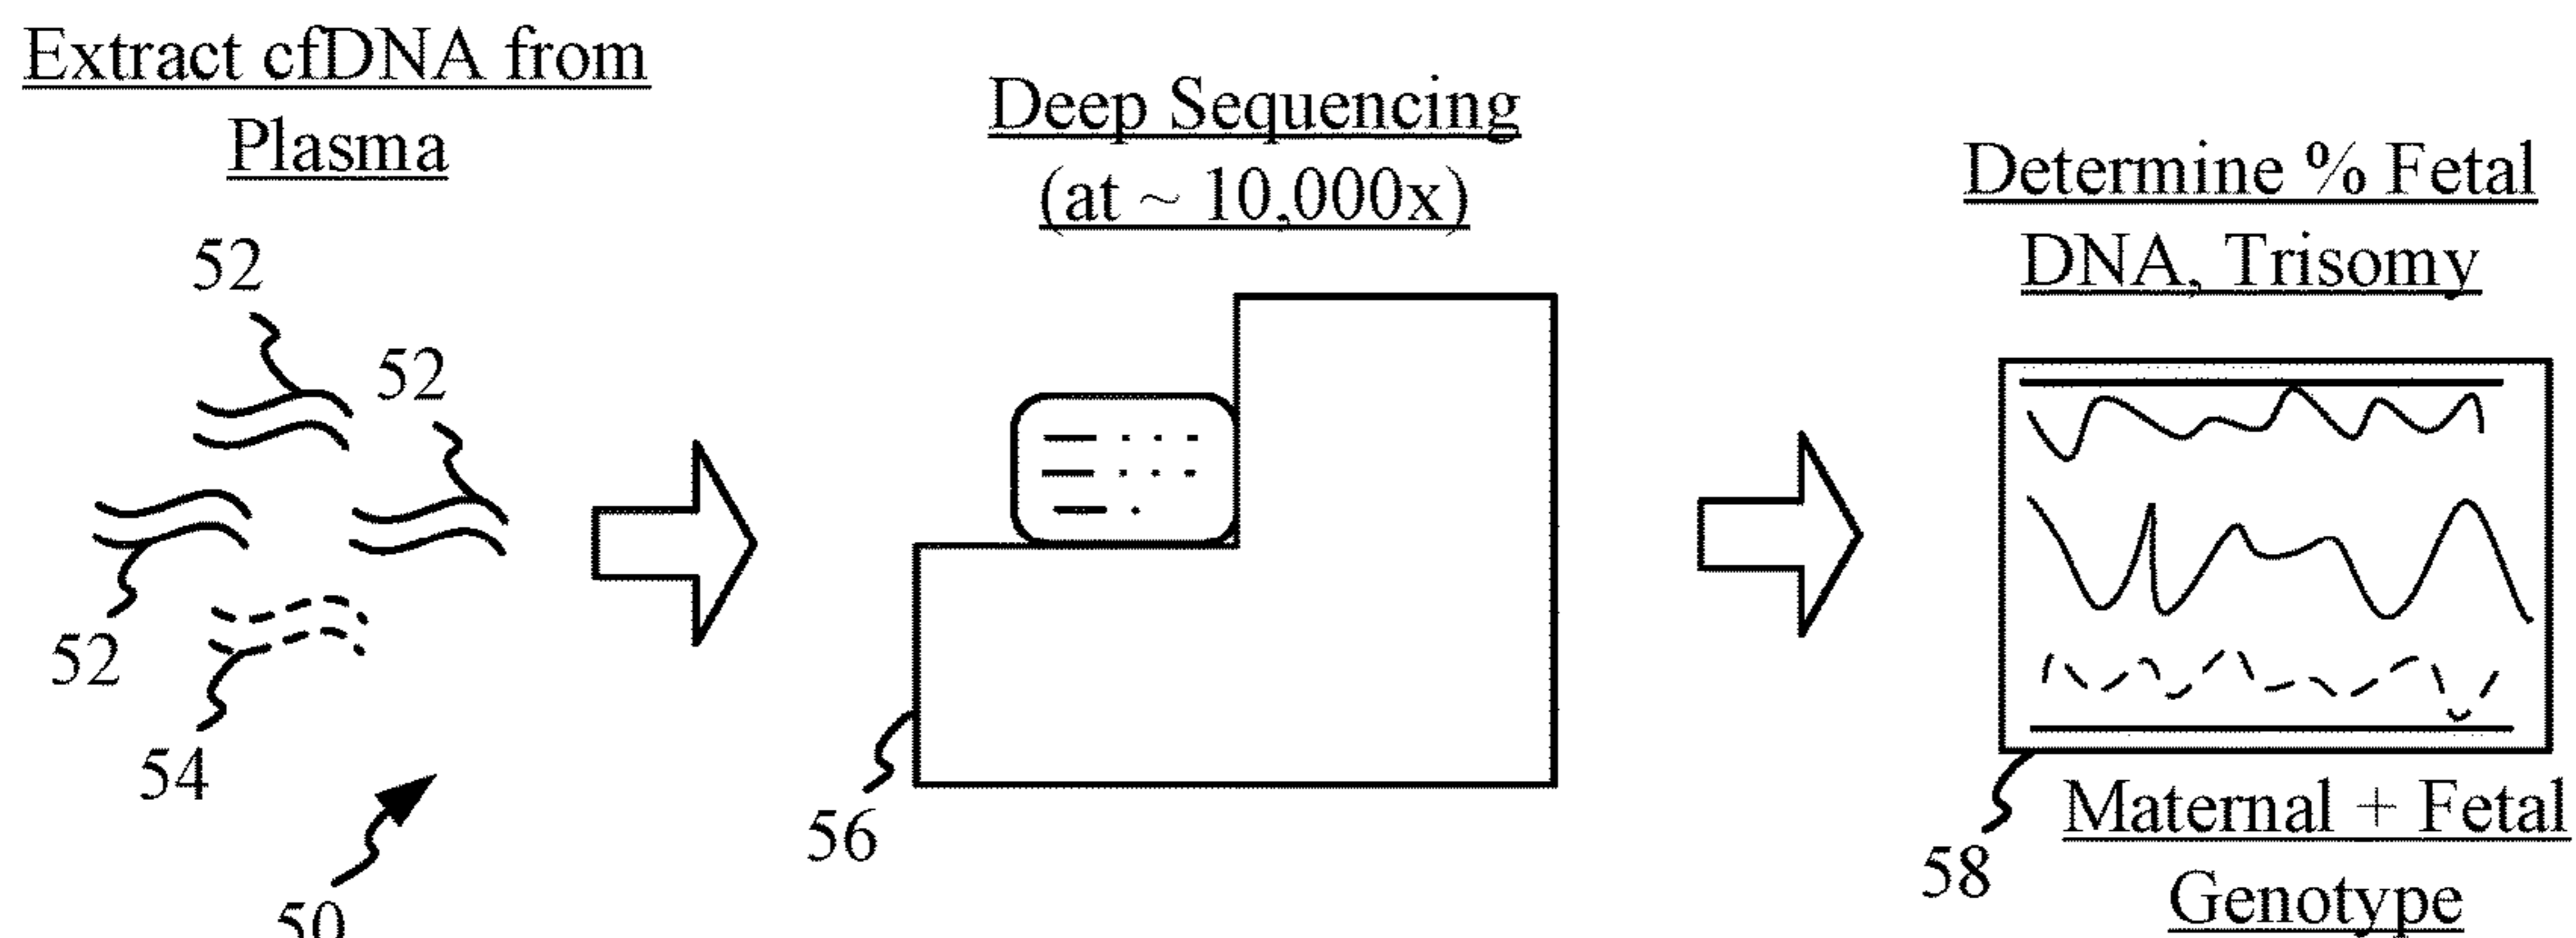 Extract cfDNA from
Plasma
52
52
52
54
50
Deep Sequencing
(at ~ 10,000x)
56
Determine % Fetal
DNA, Trisomy
58
Maternal + Fetal
Genotype